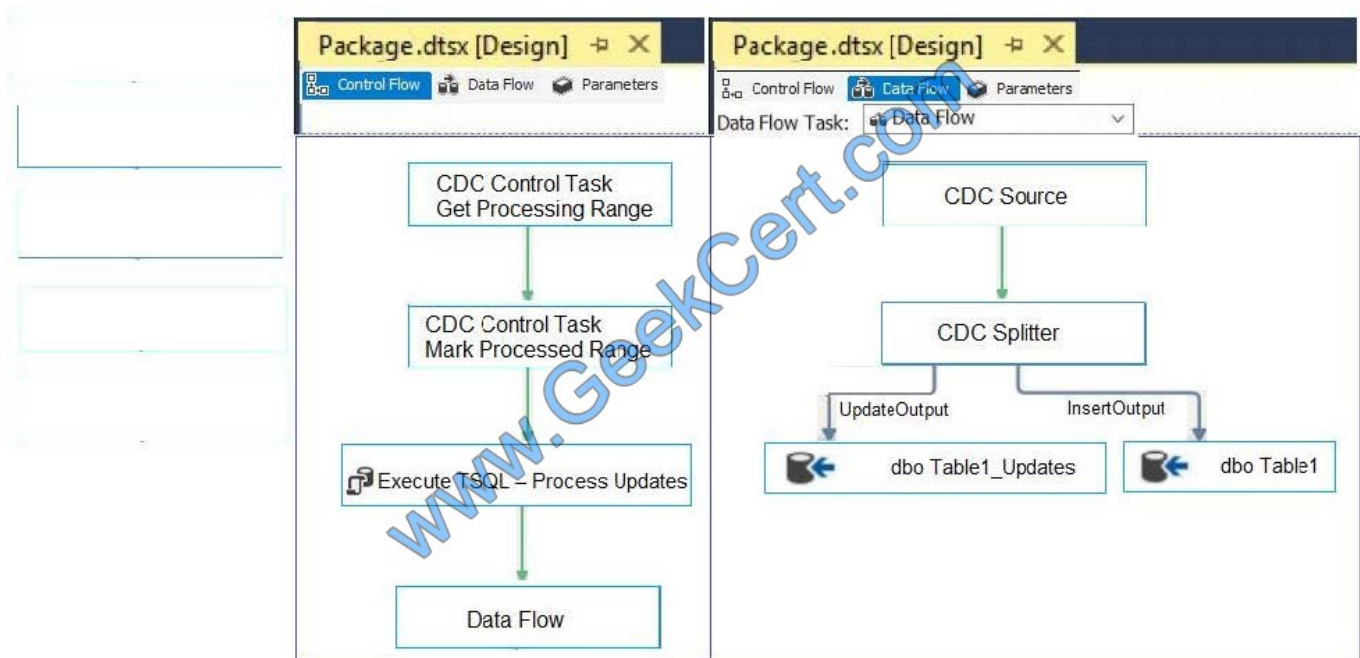 Package.dtsx [Design]
Control Flow Data Flow Parameters
CDC Control Task
Get Processing Range
CDC Control Task
Mark Processed Range
Execute TSQL – Process Updates
Data Flow
Package.dtsx [Design]
Control Flow Data Flow Parameters
Data Flow Task: Data Flow
CDC Source
CDC Splitter
UpdateOutput InsertOutput
dbo Table1_Updates dbo Table1
www.GeekCert.com